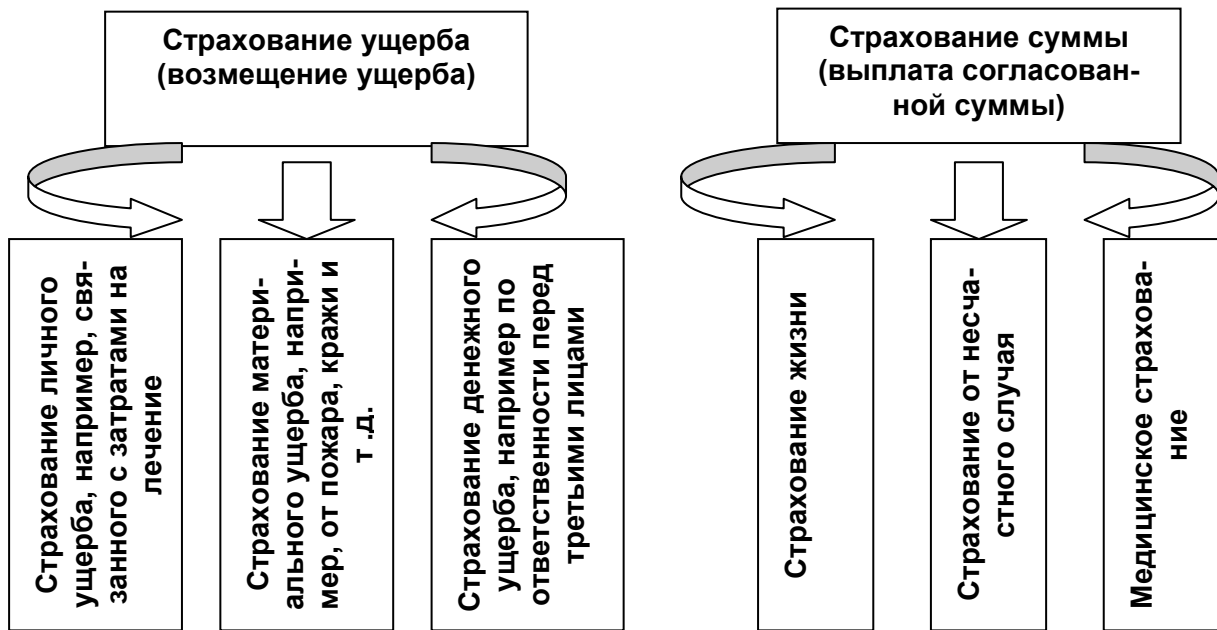 Страхование ущерба
(возмещение ущерба)
Страхование суммы
(выплата согласован-
ной суммы)
Страхование личного
ущерба, например, свя-
занного с затратами на
лечение
Страхование матери-
ального ущерба, напри-
мер, от пожара, кражи и
т .д.
Страхование денежного
ущерба, например по
ответственности перед
третьими лицами
Страхование жизни
Страхование от несча-
стного случая
Медицинское страхова-
ние